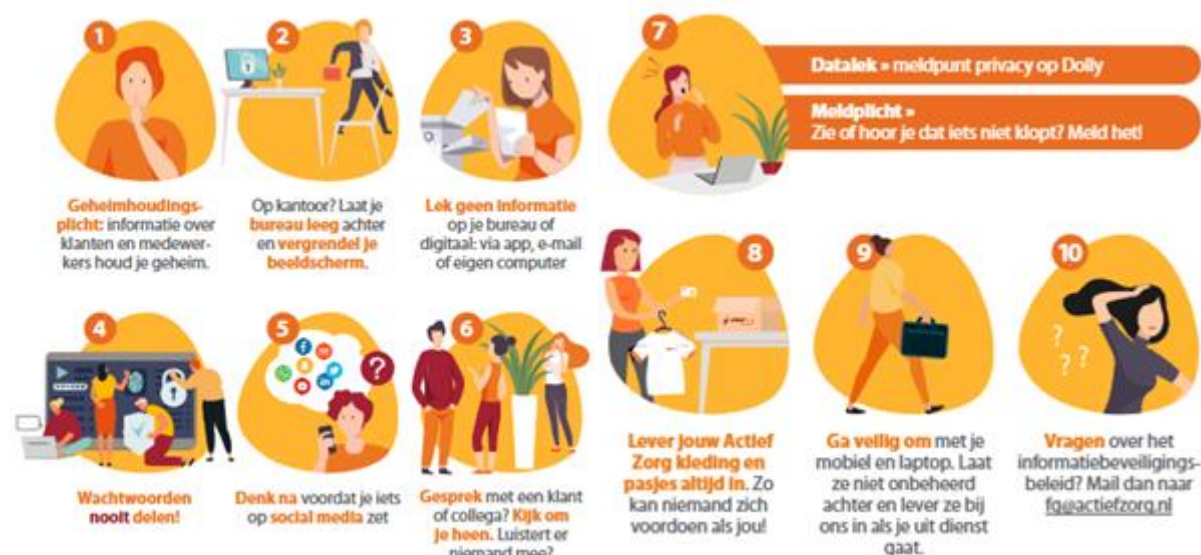 1
Geheimhoudings-
plicht: informatie over
klanten en medewer-
kers houd je geheim.
2
Op kantoor? Laat je
bureau leeg achter
en vergrendel je
beeldscherm.
3
Lek geen informatie
op je bureau of
digitaal: via app, e-mail
of eigen computer
4
Wachtwoorden
nooit delen!
5
?
Denk na voordat je iets
op social media zet
6
Gesprek met een klant
of collega? Kijk om
je heen. Luistert er
niemand mee?
7
Datalek » meldpunt privacy op Dolly
Meldplicht »
Zie of hoor je dat iets niet klopt? Meld het!
8
Lever jouw Actief
Zorg kleding en
pasjes altijd in. Zo
kan niemand zich
voordoen als jou!
9
Ga veilig om met je
mobiel en laptop. Laat
ze niet onbeheerd
achter en lever ze bij
ons in als je uit dienst
gaat.
10
? ? ?
Vragen over het
informatiebeveiligings-
beleid? Mail dan naar
fg@actiefzorg.nl